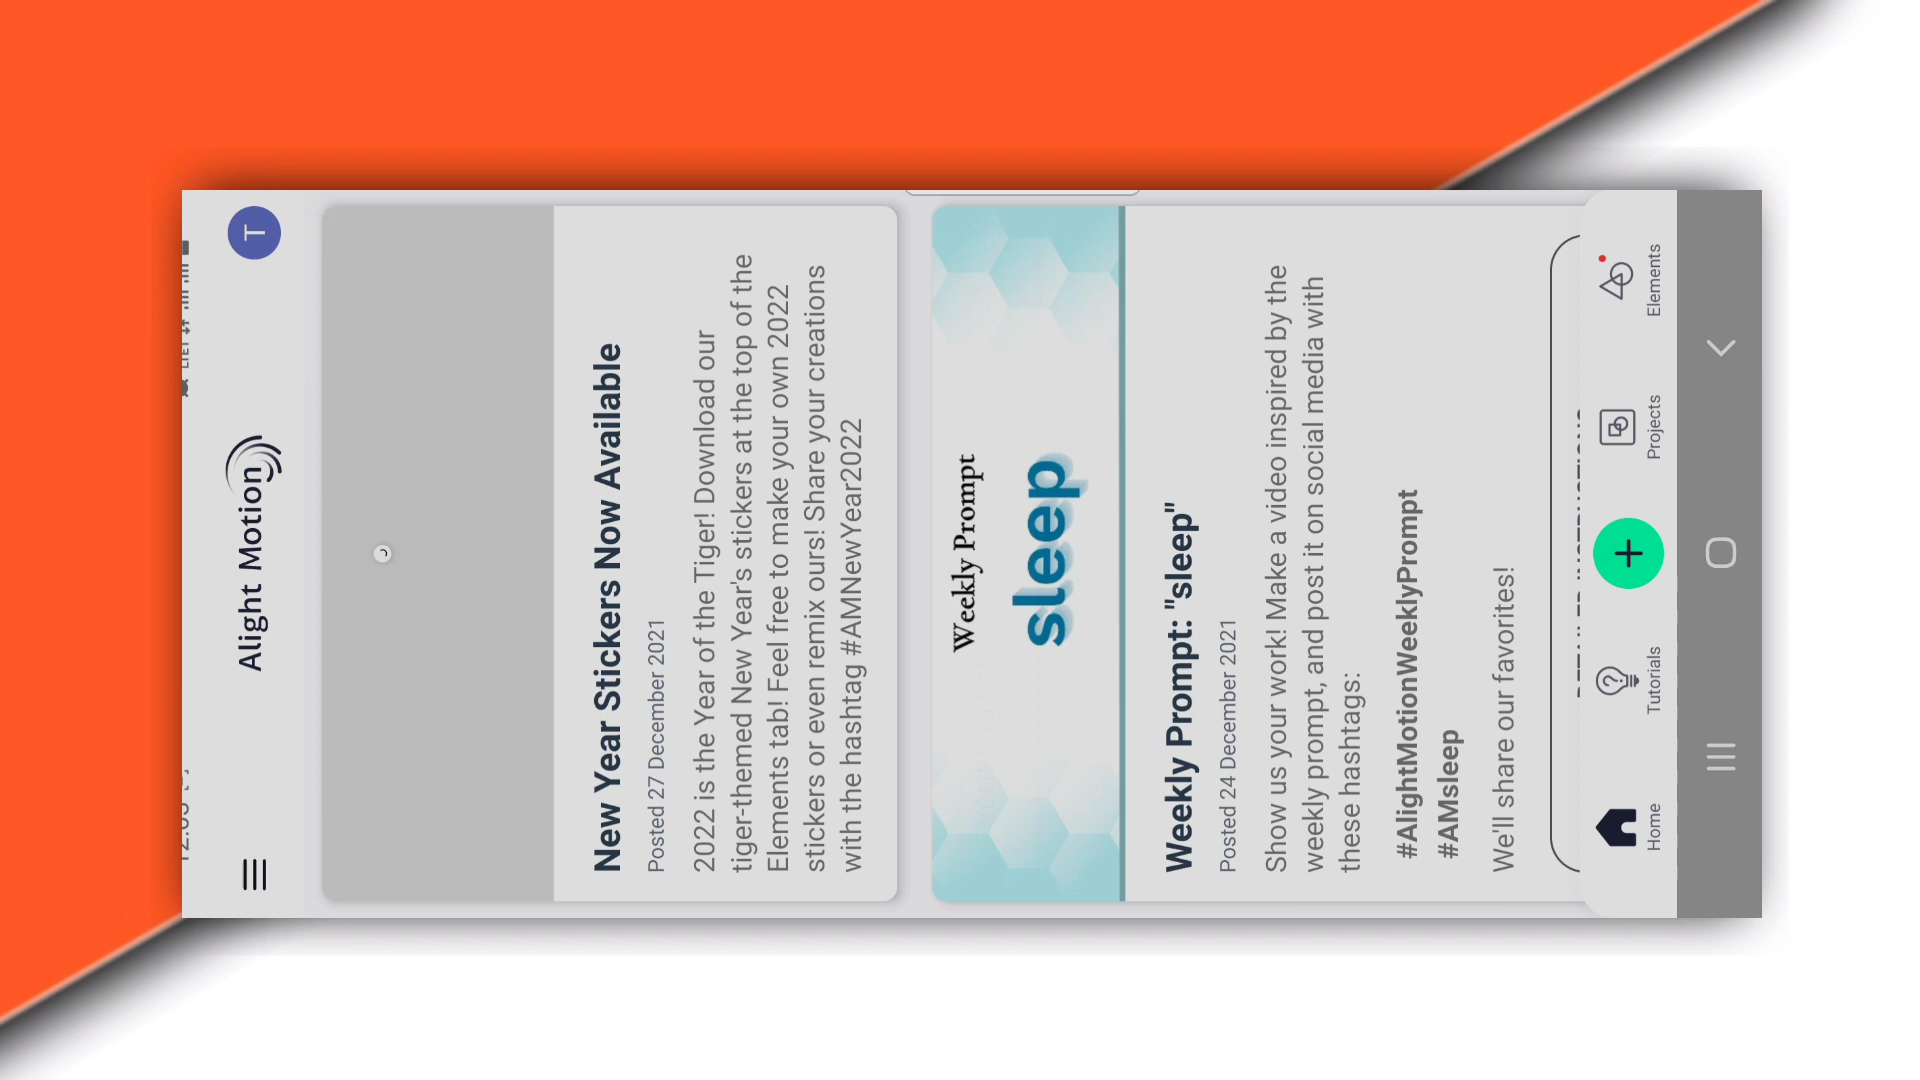 T
Alight Motion
New Year Stickers Now Available
Posted 27 December 2021
2022 is the Year of the Tiger! Download our
tiger-themed New Year's stickers at the top of the
Elements tab! Feel free to make your own 2022
stickers or even remix ours! Share your creations
with the hashtag #AMNewYear2022
Weekly Prompt
sleep
Weekly Prompt: "sleep"
Posted 24 December 2021
Show us your work! Make a video inspired by the
weekly prompt, and post it on social media with
these hashtags:
#AlightMotionWeeklyPrompt
#AMsleep
We'll share our favorites!
Home
Tutorials
Projects
Elements